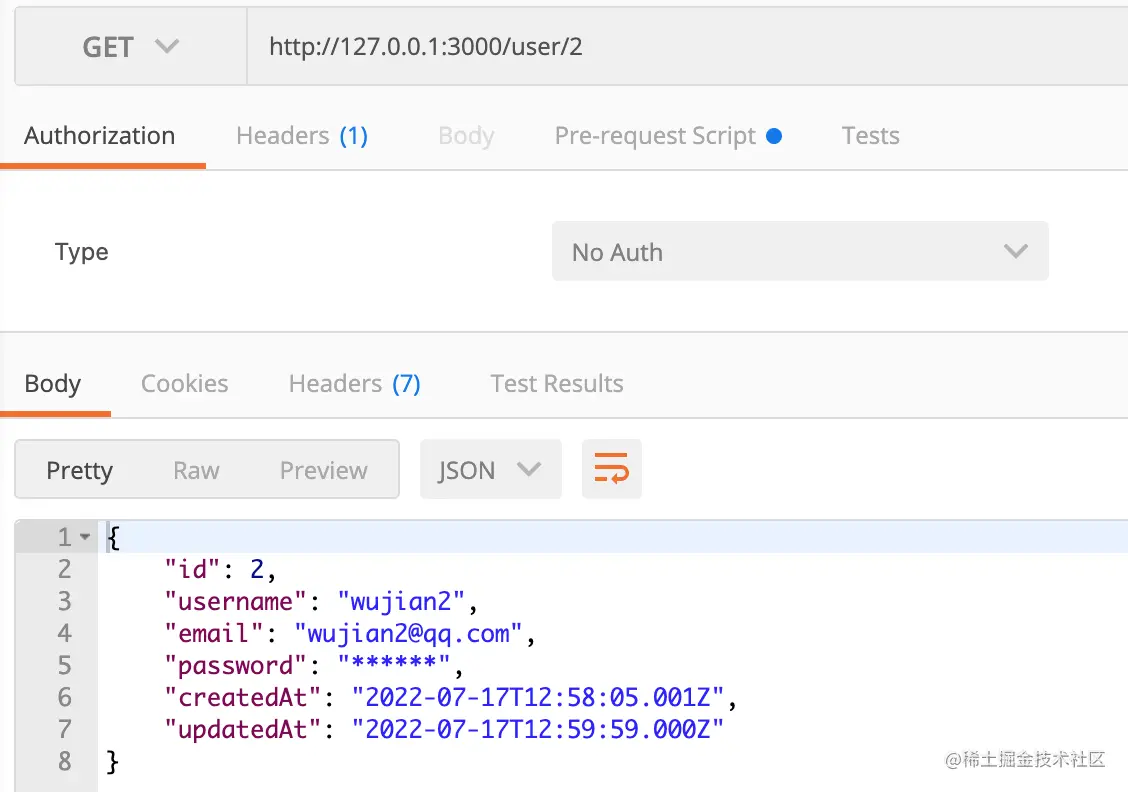 GET http://127.0.0.1:3000/user/2
Authorization Headers (1) Body Pre-request Script Tests
Type No Auth
Body Cookies Headers (7) Test Results
Pretty Raw Preview JSON
1 {
2 "id": 2,
3 "username": "wujian2",
4 "email": "wujian2@qq.com",
5 "password": "******",
6 "createdAt": "2022-07-17T12:58:05.001Z",
7 "updatedAt": "2022-07-17T12:59:59.000Z"
8 }
@稀土掘金技术社区